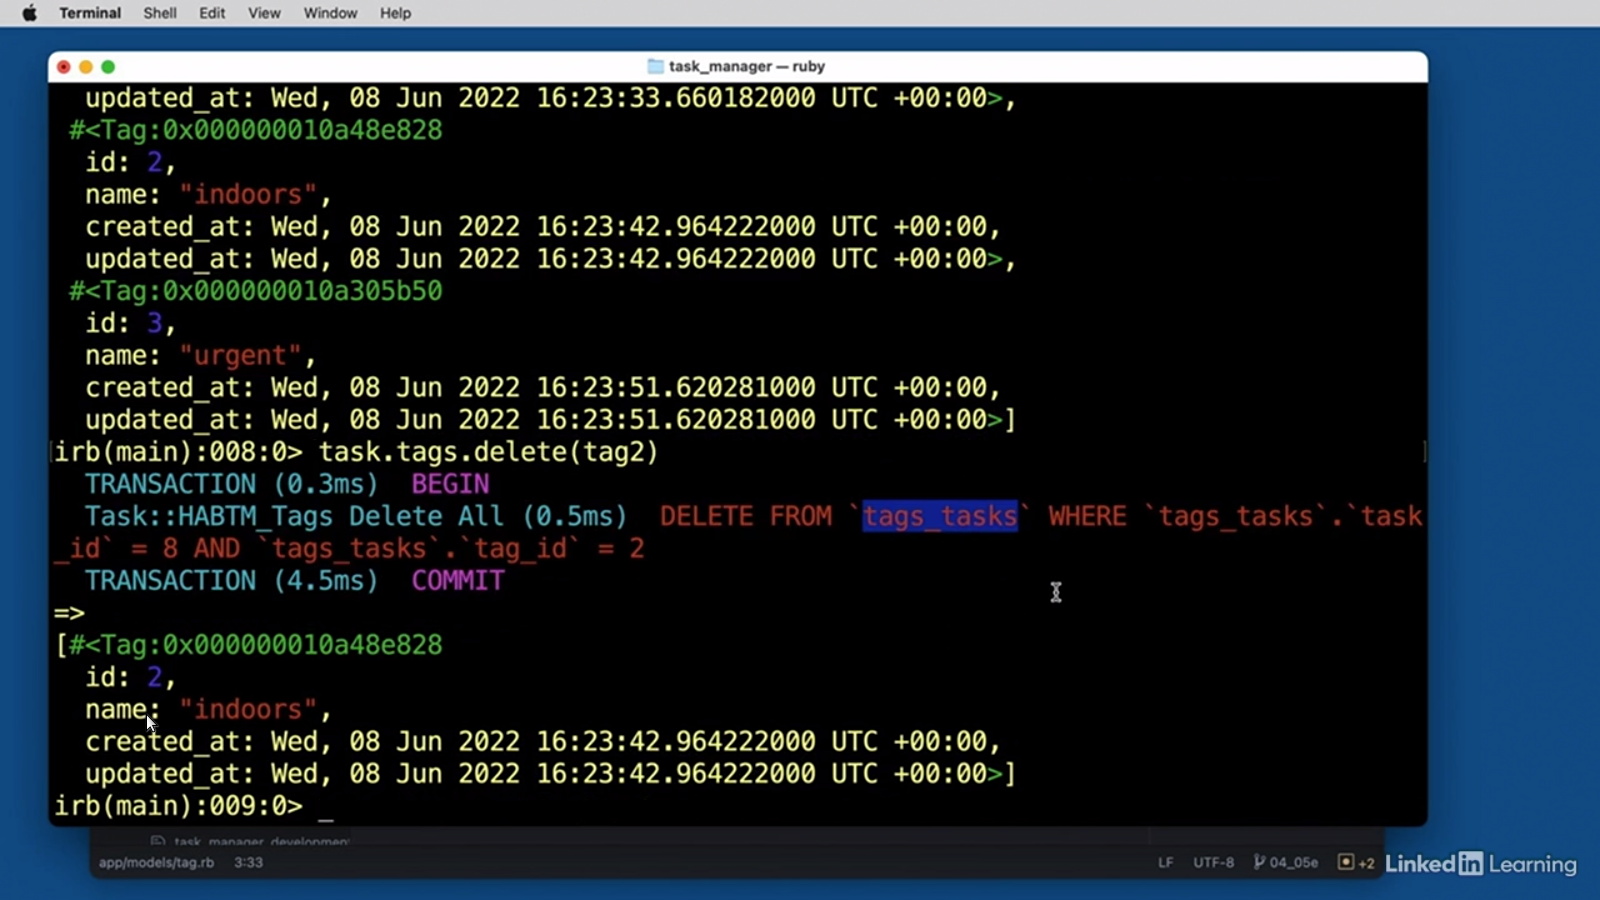 Terminal Shell Edit View Window Help
task_manager — ruby
updated_at: Wed, 08 Jun 2022 16:23:33.660182000 UTC +00:00>,
#<Tag:0x000000010a48e828
id: 2,
name: "indoors",
created_at: Wed, 08 Jun 2022 16:23:42.964222000 UTC +00:00,
updated_at: Wed, 08 Jun 2022 16:23:42.964222000 UTC +00:00>,
#<Tag:0x000000010a305b50
id: 3,
name: "urgent",
created_at: Wed, 08 Jun 2022 16:23:51.620281000 UTC +00:00,
updated_at: Wed, 08 Jun 2022 16:23:51.620281000 UTC +00:00>]
irb(main):008:0> task.tags.delete(tag2)
TRANSACTION (0.3ms) BEGIN
Task::HABTM_Tags Delete All (0.5ms) DELETE FROM `tags_tasks` WHERE `tags_tasks`.`task
_id` = 8 AND `tags_tasks`.`tag_id` = 2
TRANSACTION (4.5ms) COMMIT
=>
[#<Tag:0x000000010a48e828
id: 2,
name: "indoors",
created_at: Wed, 08 Jun 2022 16:23:42.964222000 UTC +00:00,
updated_at: Wed, 08 Jun 2022 16:23:42.964222000 UTC +00:00>]
irb(main):009:0> _
task_manager_development
app/models/tag.rb 3:33 LF UTF-8 04_05e +2 LinkedIn Learning